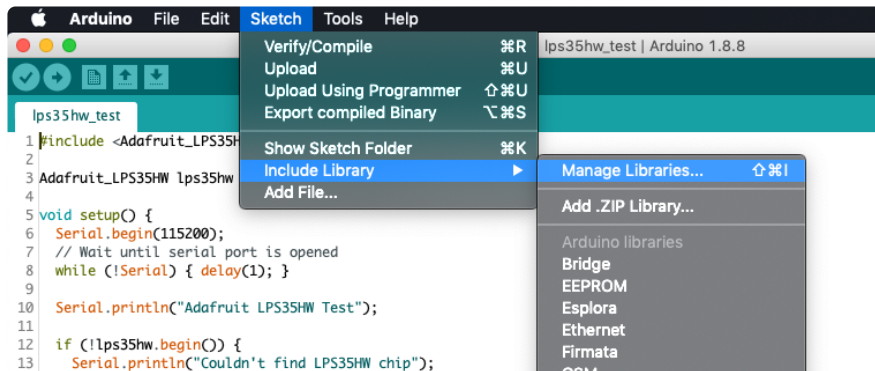 Arduino File Edit Sketch Tools Help
lps35hw_test | Arduino 1.8.8
Verify/Compile ⌘R
Upload ⌘U
Upload Using Programmer ⇧⌘U
Export compiled Binary ⌥⌘S
Show Sketch Folder ⌘K
Include Library ▶
Add File...
Manage Libraries... ⇧⌘I
Add .ZIP Library...
Arduino libraries
Bridge
EEPROM
Esplora
Ethernet
Firmata
lps35hw_test
1 #include <Adafruit_LPS35H
2
3 Adafruit_LPS35HW lps35hw
4
5 void setup() {
6 Serial.begin(115200);
7 // Wait until serial port is opened
8 while (!Serial) { delay(1); }
9
10 Serial.println("Adafruit LPS35HW Test");
11
12 if (!lps35hw.begin()) {
13 Serial.println("Couldn't find LPS35HW chip");